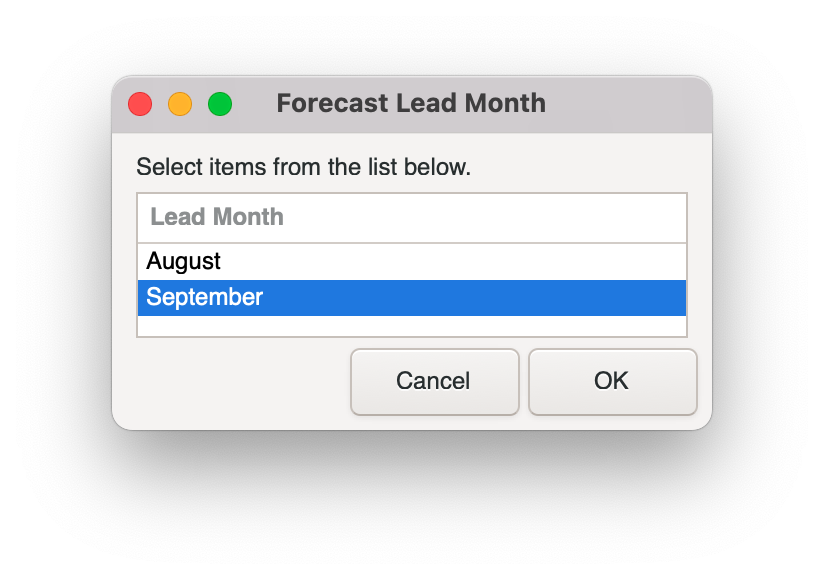 Forecast Lead Month
Select items from the list below.
Lead Month
August
September
Cancel
OK